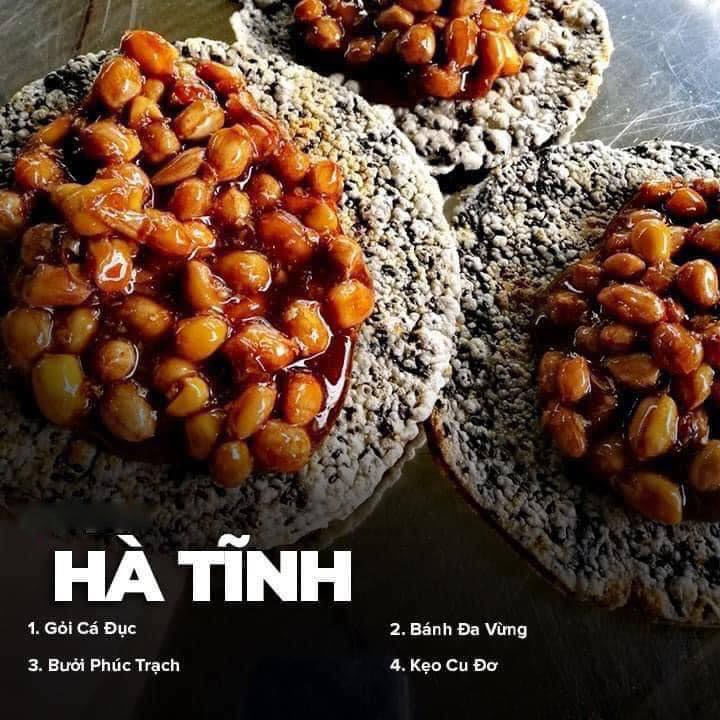 HÀ TĨNH
1. Gỏi Cá Đục
2. Bánh Đa Vừng
3. Bưởi Phúc Trạch
4. Kẹo Cu Đơ